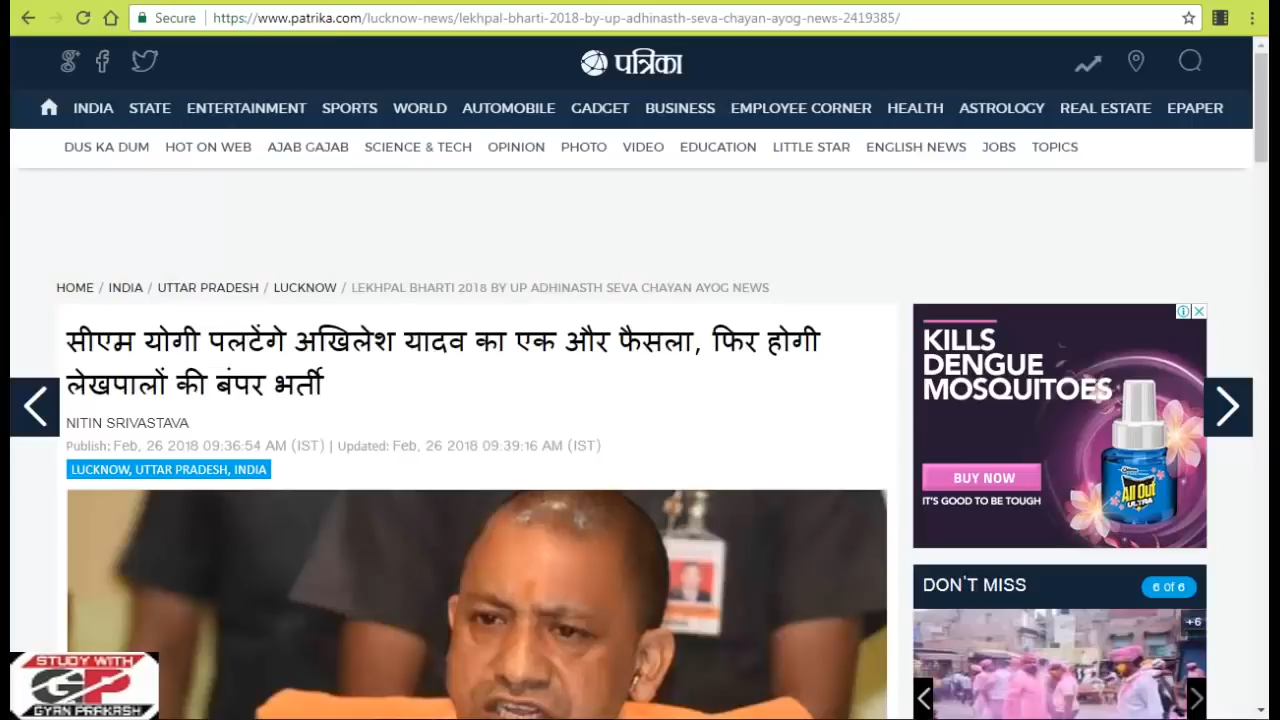 Secure https://www.patrika.com/lucknow-news/lekhpal-bharti-2018-by-up-adhinasth-seva-chayan-ayog-news-2419385/
पत्रिका
INDIA STATE ENTERTAINMENT SPORTS WORLD AUTOMOBILE GADGET BUSINESS EMPLOYEE CORNER HEALTH ASTROLOGY REAL ESTATE EPAPER
DUS KA DUM HOT ON WEB AJAB GAJAB SCIENCE & TECH OPINION PHOTO VIDEO EDUCATION LITTLE STAR ENGLISH NEWS JOBS TOPICS
HOME / INDIA / UTTAR PRADESH / LUCKNOW / LEKHPAL BHARTI 2018 BY UP ADHINASTH SEVA CHAYAN AYOG NEWS
सीएम योगी पलटेंगे अखिलेश यादव का एक और फैसला, फिर होगी
लेखपालों की बंपर भर्ती
NITIN SRIVASTAVA
Publish: Feb, 26 2018 09:36:54 AM (IST) | Updated: Feb, 26 2018 09:39:16 AM (IST)
LUCKNOW, UTTAR PRADESH, INDIA
KILLS
DENGUE
MOSQUITOES
BUY NOW
IT'S GOOD TO BE TOUGH
All Out
ULTRA
DON'T MISS
6 of 6
+6
STUDY WITH
GP
GYAN PRAKASH